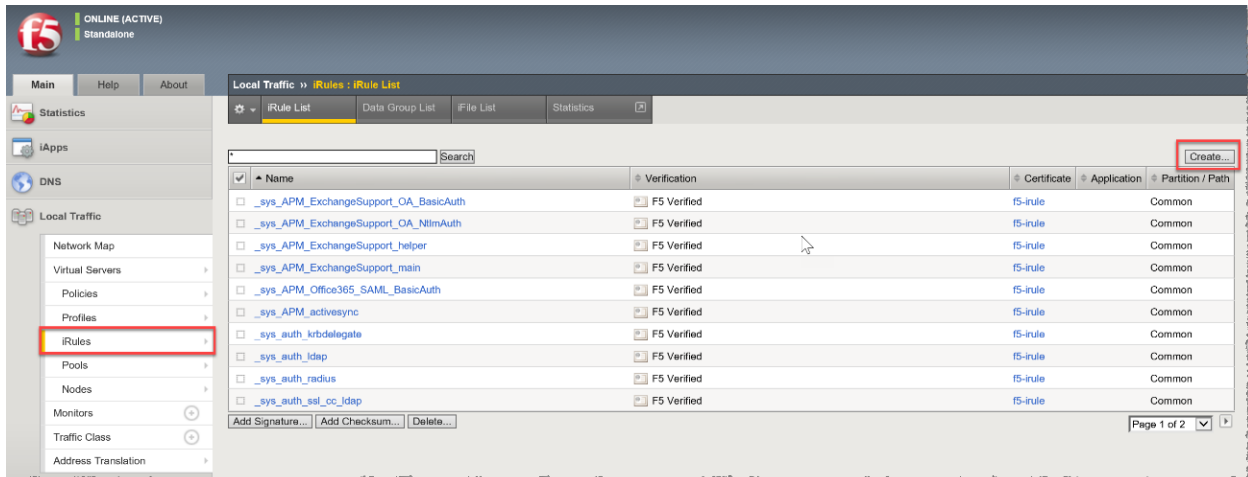 f5
ONLINE (ACTIVE)
Standalone
Main Help About
Local Traffic ›› iRules : iRule List
iRule List Data Group List iFile List Statistics
Statistics
iApps
DNS
Local Traffic
Network Map
Virtual Servers
Policies
Profiles
iRules
Pools
Nodes
Monitors
Traffic Class
Address Translation
* Search Create...
Name Verification Certificate Application Partition / Path
_sys_APM_ExchangeSupport_OA_BasicAuth F5 Verified f5-irule Common
_sys_APM_ExchangeSupport_OA_NtlmAuth F5 Verified f5-irule Common
_sys_APM_ExchangeSupport_helper F5 Verified f5-irule Common
_sys_APM_ExchangeSupport_main F5 Verified f5-irule Common
_sys_APM_Office365_SAML_BasicAuth F5 Verified f5-irule Common
_sys_APM_activesync F5 Verified f5-irule Common
_sys_auth_krbdelegate F5 Verified f5-irule Common
_sys_auth_ldap F5 Verified f5-irule Common
_sys_auth_radius F5 Verified f5-irule Common
_sys_auth_ssl_cc_ldap F5 Verified f5-irule Common
Add Signature... Add Checksum... Delete... Page 1 of 2